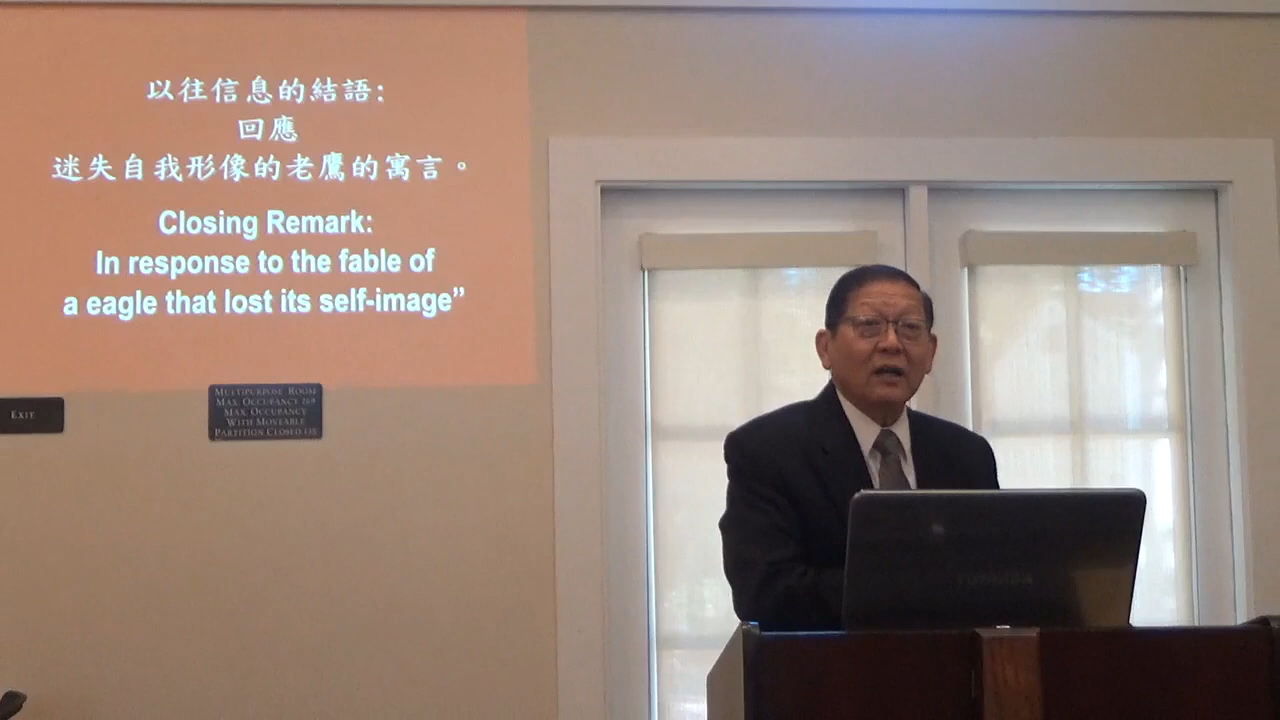 以往信息的結語:
回應
迷失自我形像的老鷹的寓言。
Closing Remark:
In response to the fable of
a eagle that lost its self-image”
EXIT
MULTIPURPOSE ROOM
MAX. OCCUPANCY 269
MAX. OCCUPANCY
WITH MOVEABLE
PARTITION CLOSED
TOSHIBA